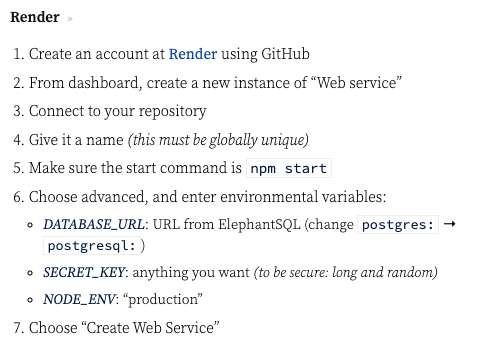 Render »
1. Create an account at Render using GitHub
2. From dashboard, create a new instance of “Web service”
3. Connect to your repository
4. Give it a name (this must be globally unique)
5. Make sure the start command is npm start
6. Choose advanced, and enter environmental variables:
◦ DATABASE_URL: URL from ElephantSQL (change postgres: →
postgresql: )
◦ SECRET_KEY: anything you want (to be secure: long and random)
◦ NODE_ENV: “production”
7. Choose “Create Web Service”